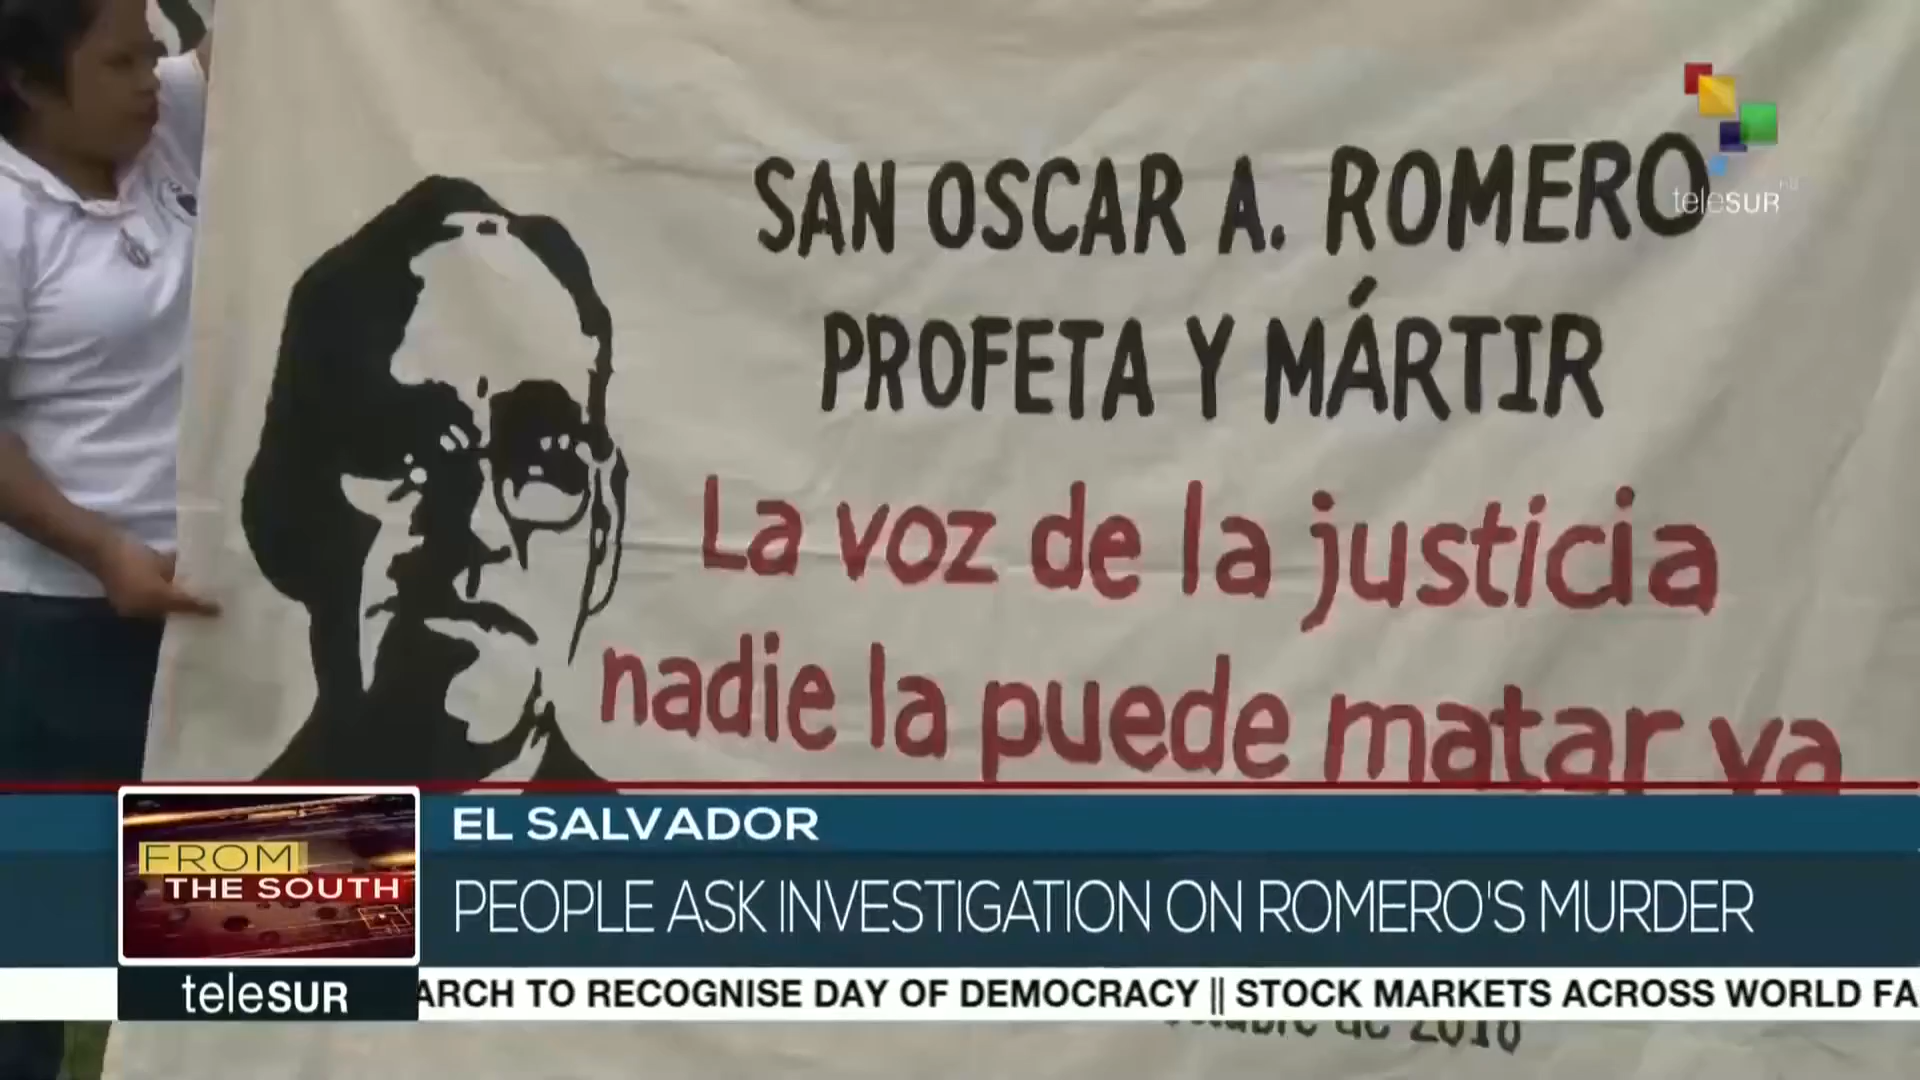 SAN OSCAR A. ROMERO
PROFETA Y MÁRTIR
La voz de la justicia
nadie la puede matar ya
teleSUR
EL SALVADOR
FROM
THE SOUTH
PEOPLE ASK INVESTIGATION ON ROMERO'S MURDER
teleSUR
ARCH TO RECOGNISE DAY OF DEMOCRACY || STOCK MARKETS ACROSS WORLD FA
de 2018